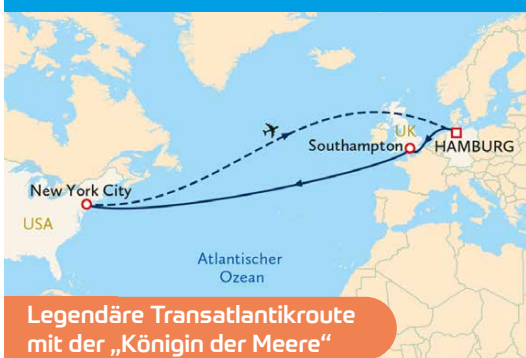 UK
Southampton
HAMBURG
New York City
USA
Atlantischer
Ozean
Legendäre Transatlantikroute
mit der „Königin der Meere“